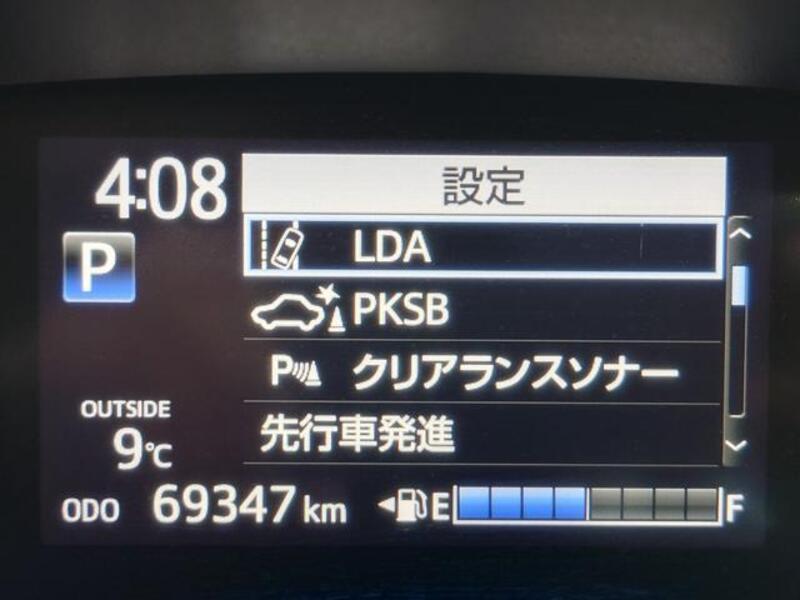 4:08
設定
P
LDA
PKSB
P クリアランスソナー
先行車発進
OUTSIDE
9℃
ODO 69347 km
E F